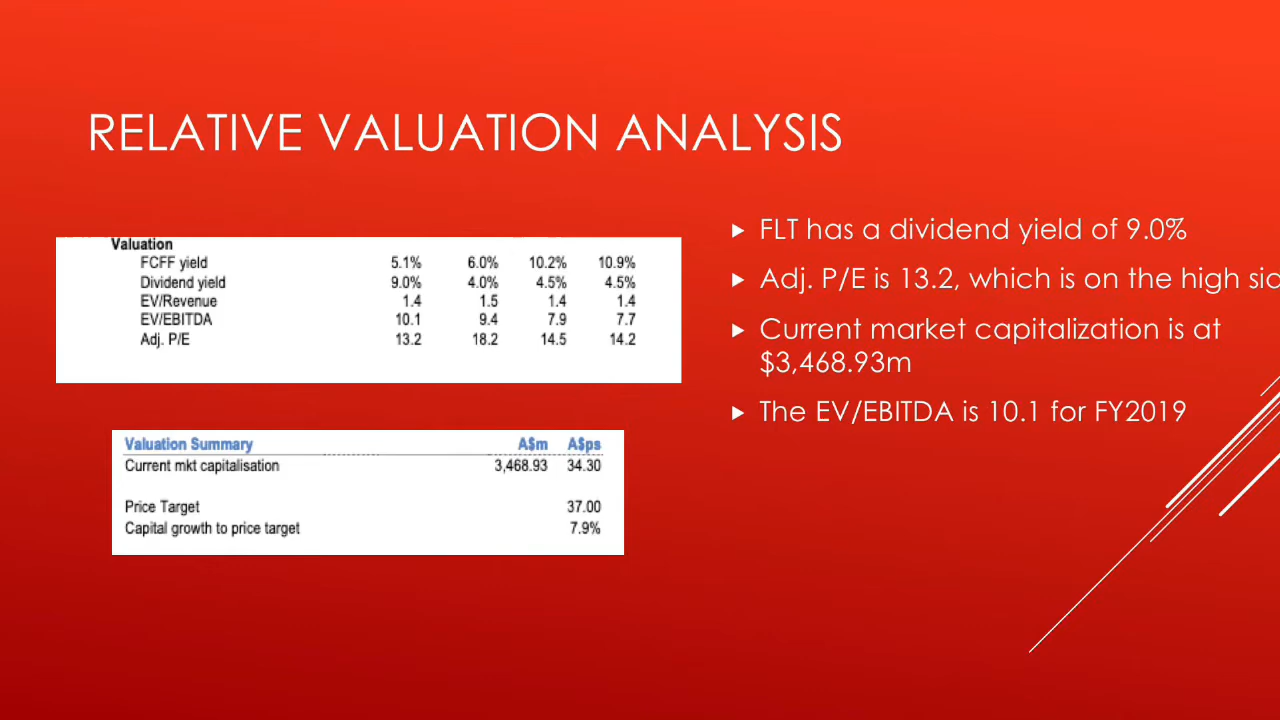 RELATIVE VALUATION ANALYSIS
Valuation
FCFF yield 5.1% 6.0% 10.2% 10.9%
Dividend yield 9.0% 4.0% 4.5% 4.5%
EV/Revenue 1.4 1.5 1.4 1.4
EV/EBITDA 10.1 9.4 7.9 7.7
Adj. P/E 13.2 18.2 14.5 14.2
Valuation Summary A$m A$ps
Current mkt capitalisation 3,468.93 34.30
Price Target 37.00
Capital growth to price target 7.9%
FLT has a dividend yield of 9.0%
Adj. P/E is 13.2, which is on the high
Current market capitalization is at
$3,468.93m
The EV/EBITDA is 10.1 for FY2019